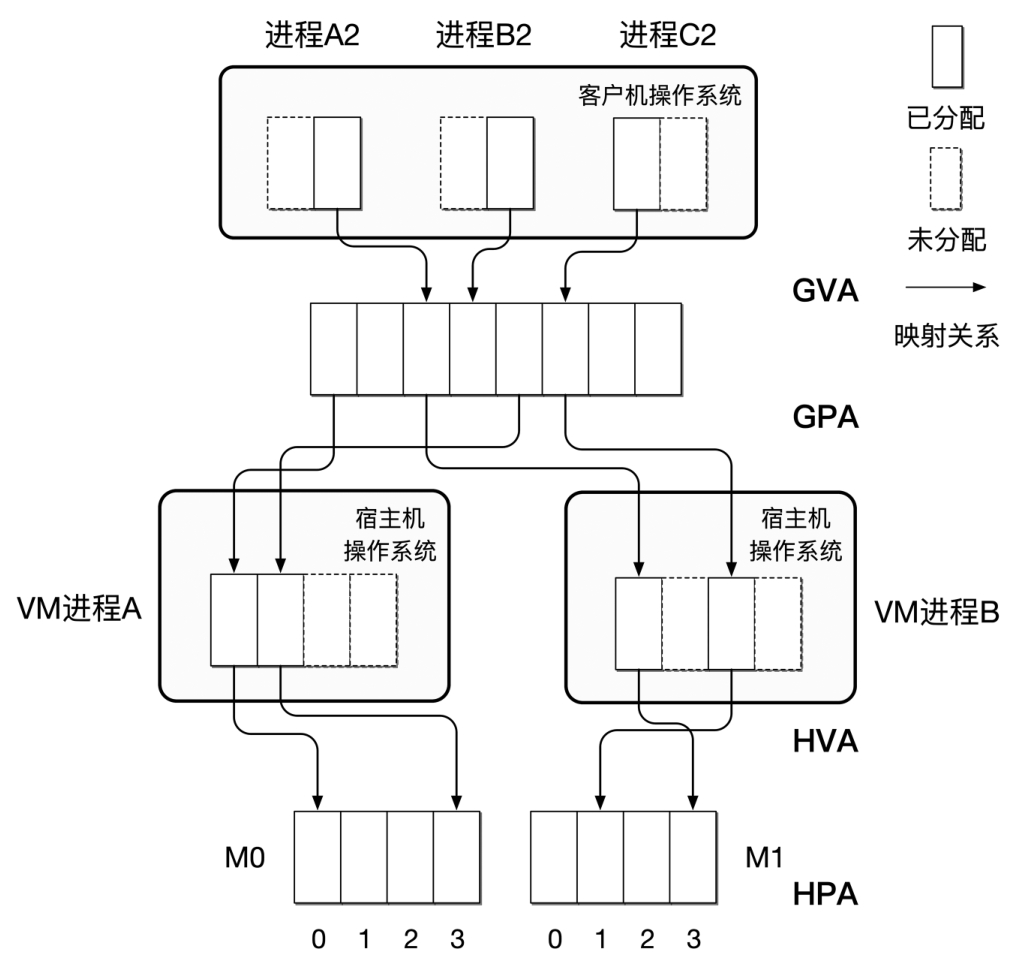 进程A2
进程B2
进程C2
客户机操作系统
已分配
未分配
GVA
映射关系
GPA
宿主机
操作系统
宿主机
操作系统
VM进程A
VM进程B
HVA
M0
M1
HPA
0 1 2 3
0 1 2 3